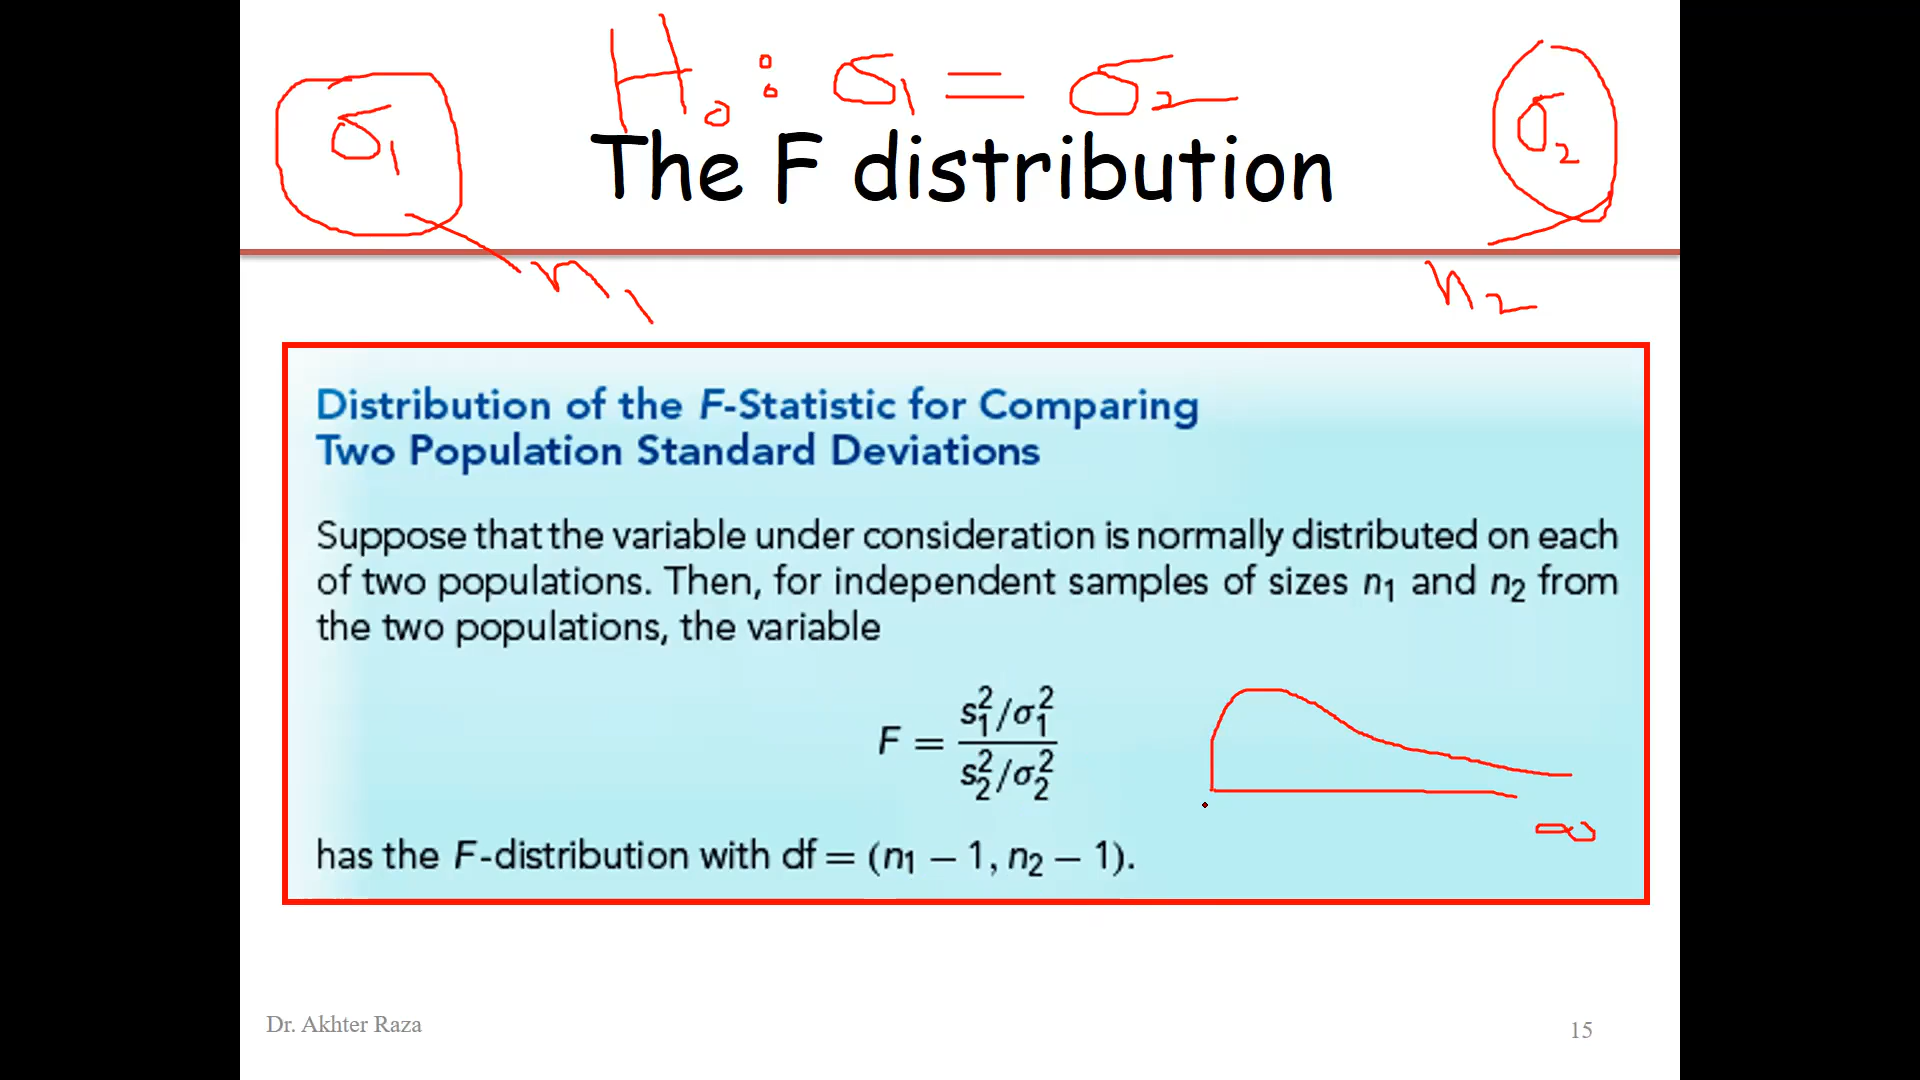 H₀ : σ₁ = σ₂
σ₁
σ₂
The F distribution
n₁
n₂
Distribution of the F-Statistic for Comparing
Two Population Standard Deviations
Suppose that the variable under consideration is normally distributed on each
of two populations. Then, for independent samples of sizes n₁ and n₂ from
the two populations, the variable
F = (s₁²/σ₁²)/(s₂²/σ₂²)
∞
has the F-distribution with df = (n₁ − 1, n₂ − 1).
Dr. Akhter Raza
15